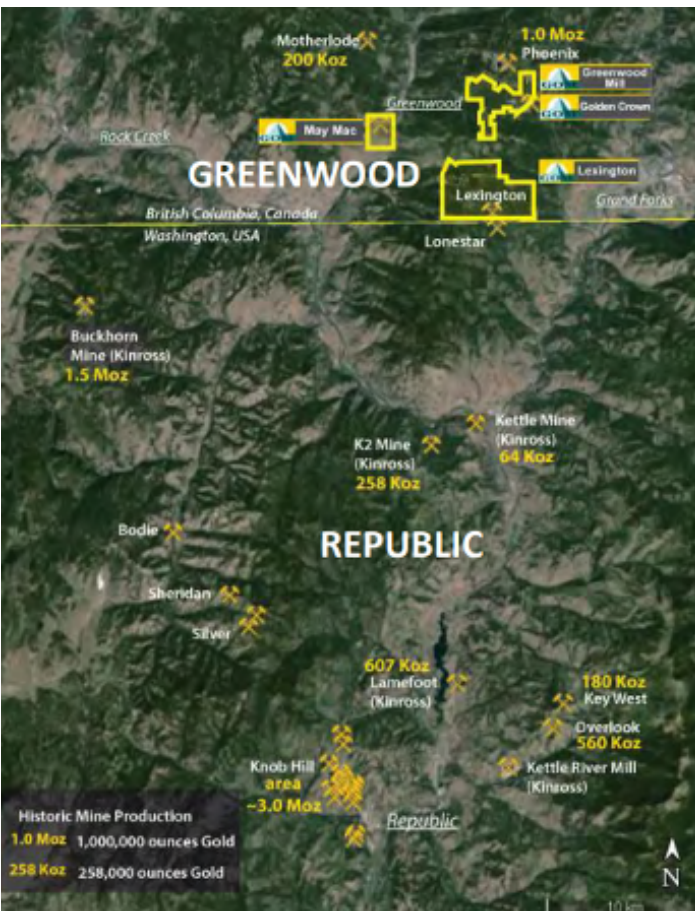 Motherlode
200 Koz
1.0 Moz
Phoenix
Greenwood
Mill
Greenwood
Golden Crown
May Mac
Rock Creek
GREENWOOD
Lexington
Lexington
Grand Forks
British Columbia, Canada
Washington, USA
Lonestar
Buckhorn
Mine (Kinross)
1.5 Moz
Kettle Mine
(Kinross)
64 Koz
K2 Mine
(Kinross)
258 Koz
Bodie
REPUBLIC
Sheridan
Silver
607 Koz
Lamefoot
(Kinross)
180 Koz
Key West
Overlook
560 Koz
Knob Hill
area
~3.0 Moz
Kettle River Mill
(Kinross)
Republic
Historic Mine Production
1.0 Moz 1,000,000 ounces Gold
258 Koz 258,000 ounces Gold
N
10 km